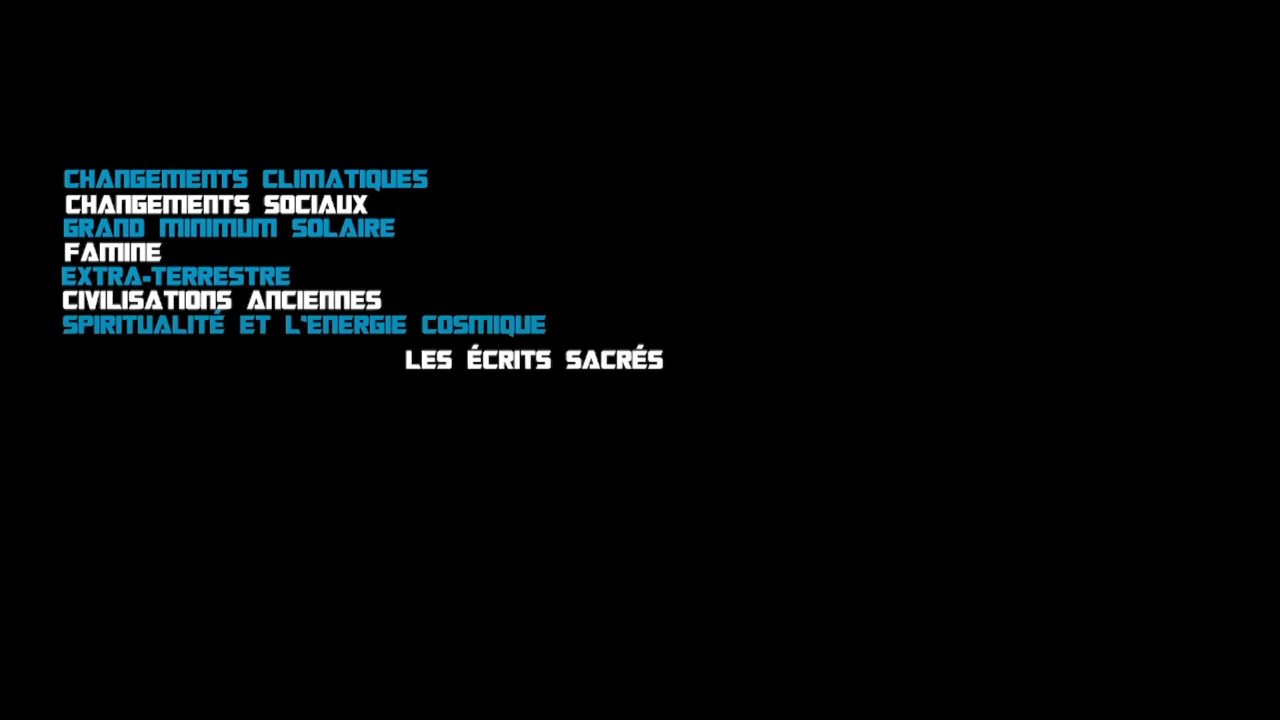 CHANGEMENTS CLIMATIQUES
CHANGEMENTS SOCIAUX
GRAND MINIMUM SOLAIRE
FAMINE
EXTRA-TERRESTRE
CIVILISATIONS ANCIENNES
SPIRITUALITÉ ET L'ENERGIE COSMIQUE
LES ÉCRITS SACRÉS